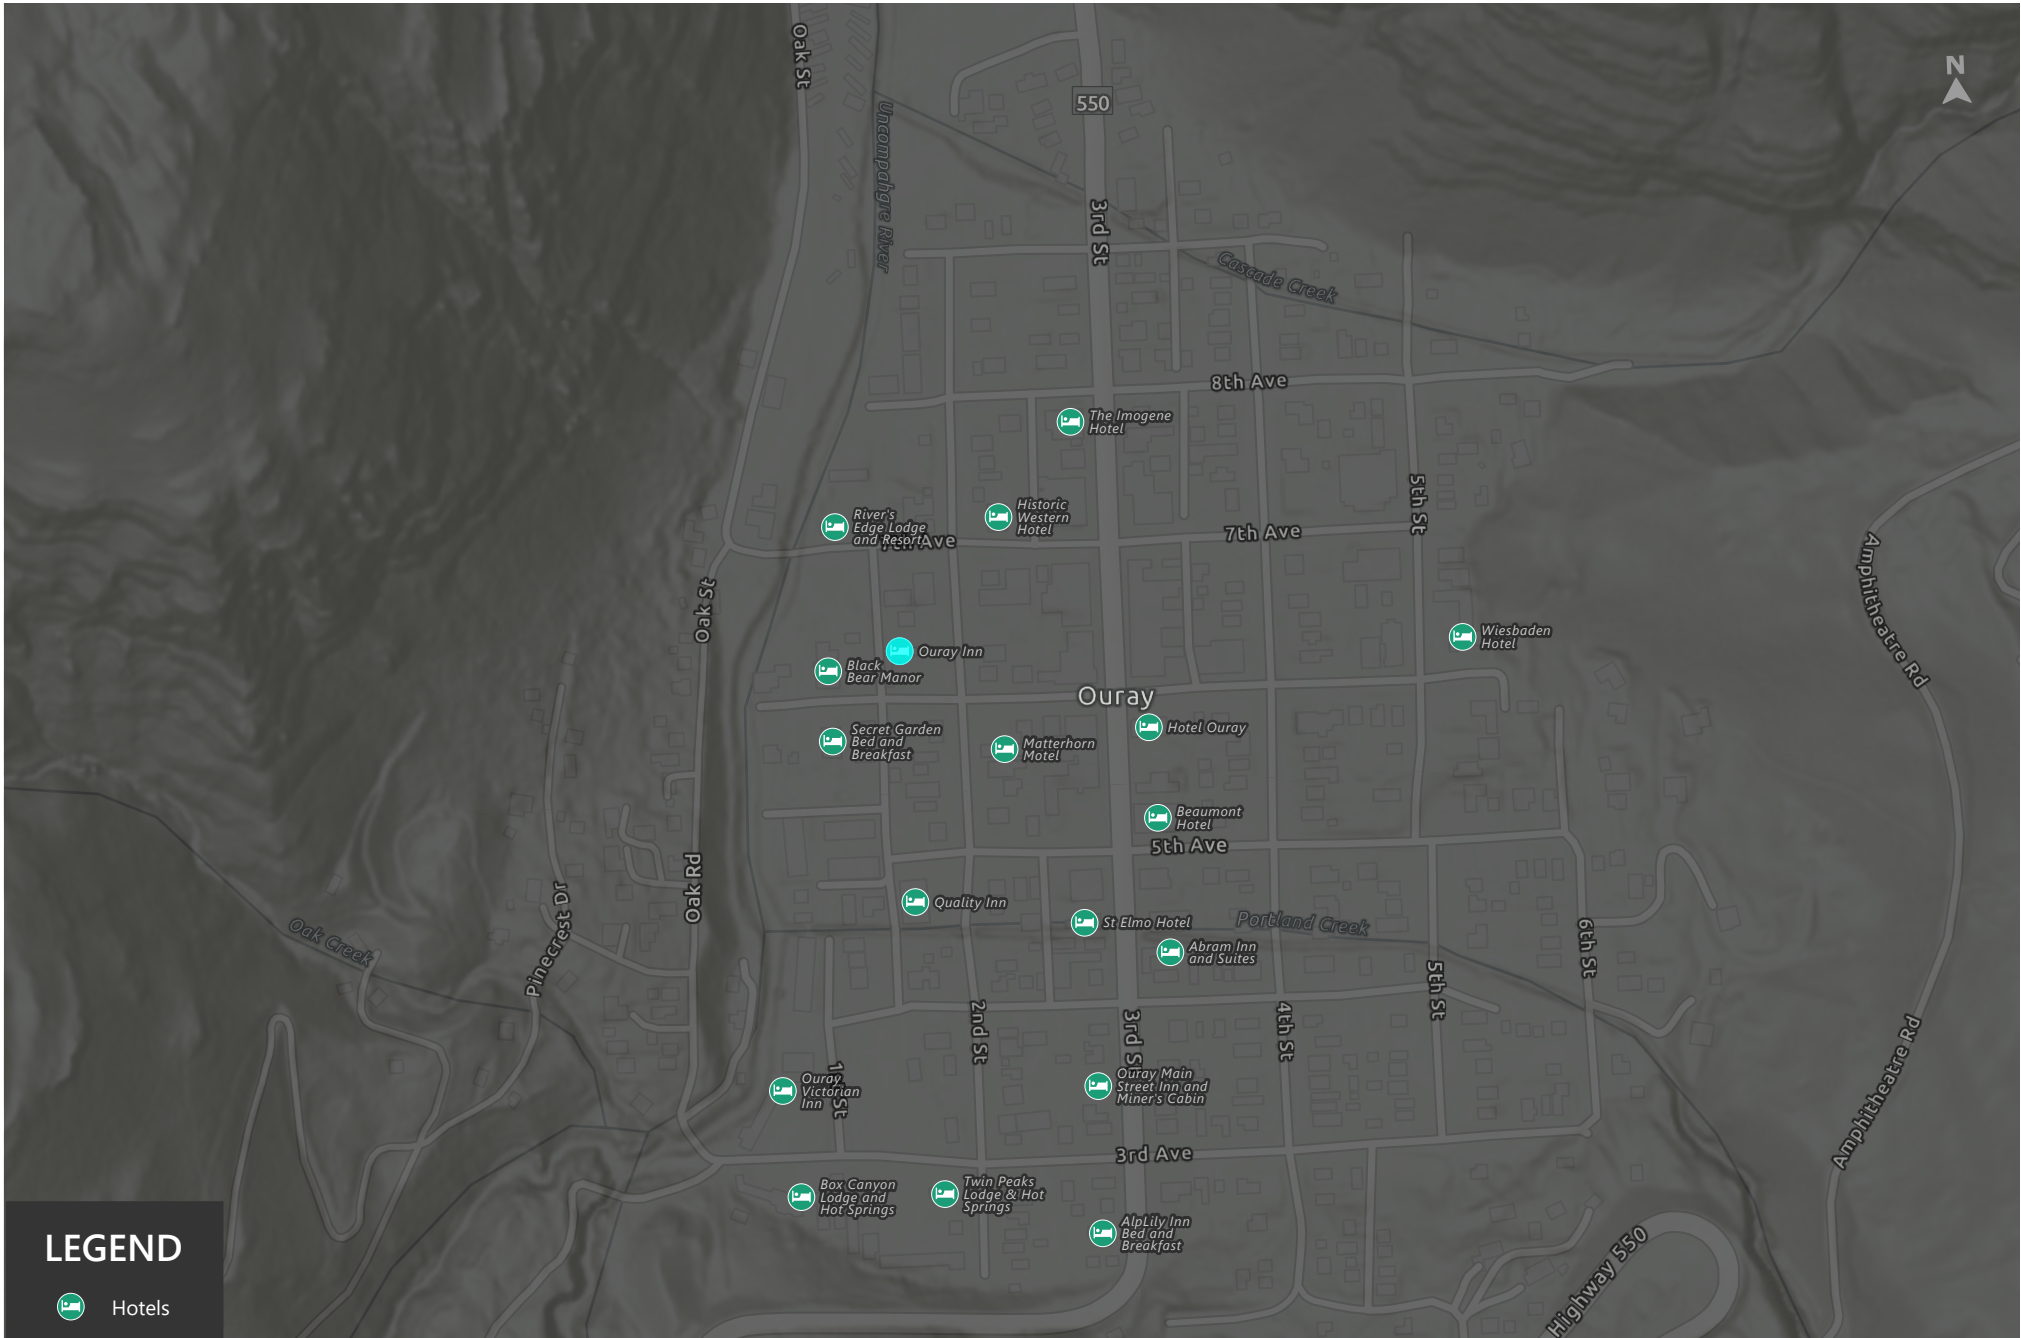 Oak St
N
550
Uncompahgre River
3rd St
Cascade Creek
8th Ave
The Imogene
Hotel
5th St
Historic
Western
Hotel
River's
Edge Lodge
and Resort
7th Ave
7th Ave
Amphitheatre Rd
Oak St
Wiesbaden
Hotel
Ouray Inn
Black
Bear Manor
Ouray
Hotel Ouray
Secret Garden
Bed and
Breakfast
Matterhorn
Motel
Beaumont
Hotel
5th Ave
Oak Rd
Pinecrest Dr
Quality Inn
St Elmo Hotel
Portland Creek
Oak Creek
Abram Inn
and Suites
6th St
5th St
2nd St
3rd St
4th St
Amphitheatre Rd
1st St
Ouray
Victorian
Inn
Ouray Main
Street Inn and
Miner's Cabin
3rd Ave
Box Canyon
Lodge and
Hot Springs
Twin Peaks
Lodge & Hot
Springs
AlpLily Inn
Bed and
Breakfast
Highway 550
LEGEND
Hotels